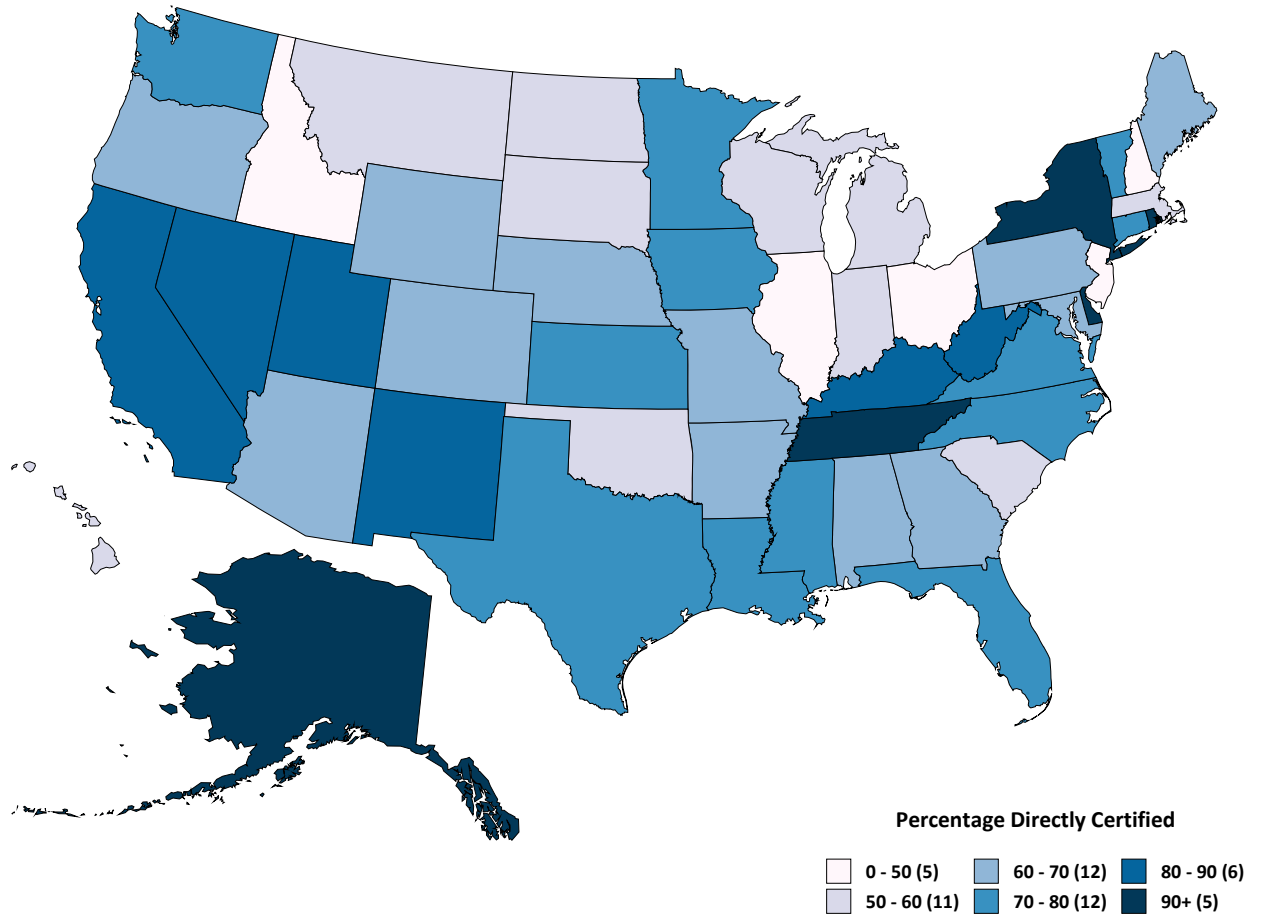 Percentage Directly Certified
0 - 50 (5) 60 - 70 (12) 80 - 90 (6)
50 - 60 (11) 70 - 80 (12) 90+ (5)